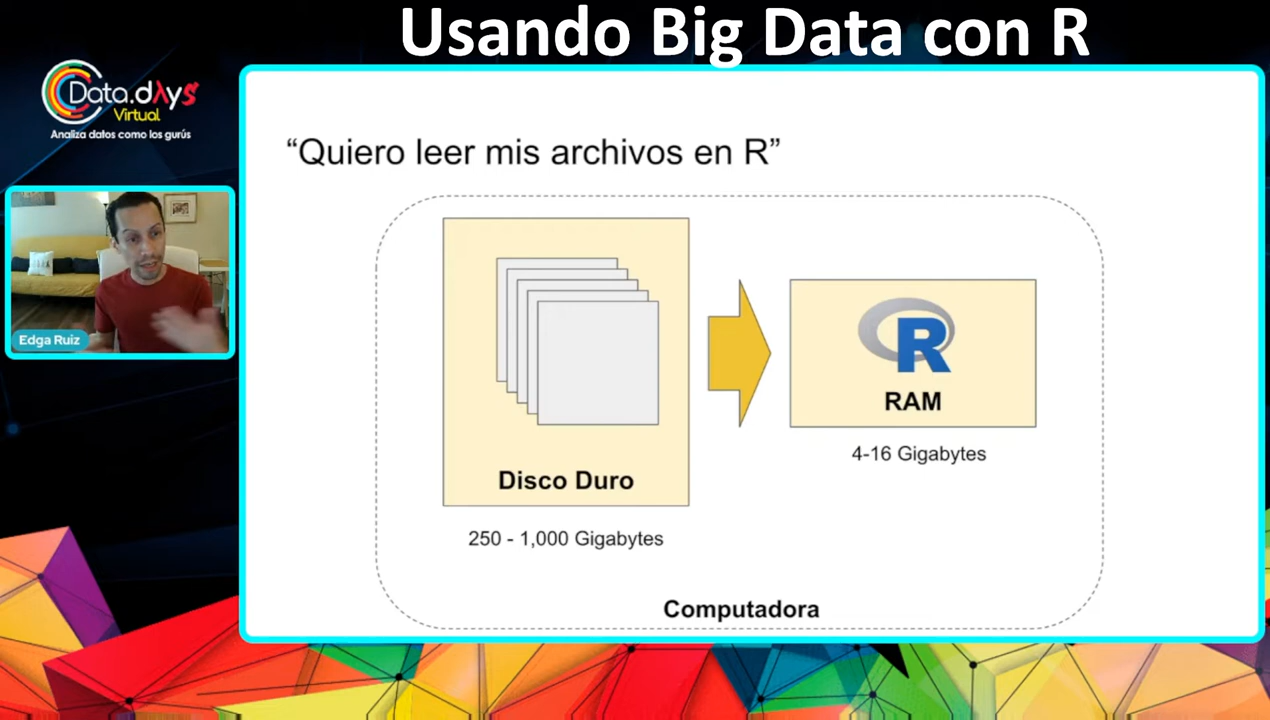 Usando Big Data con R
Data.dλys
Virtual
Analiza datos como los gurús
Edga Ruiz
“Quiero leer mis archivos en R”
Disco Duro
250 - 1,000 Gigabytes
R
RAM
4-16 Gigabytes
Computadora